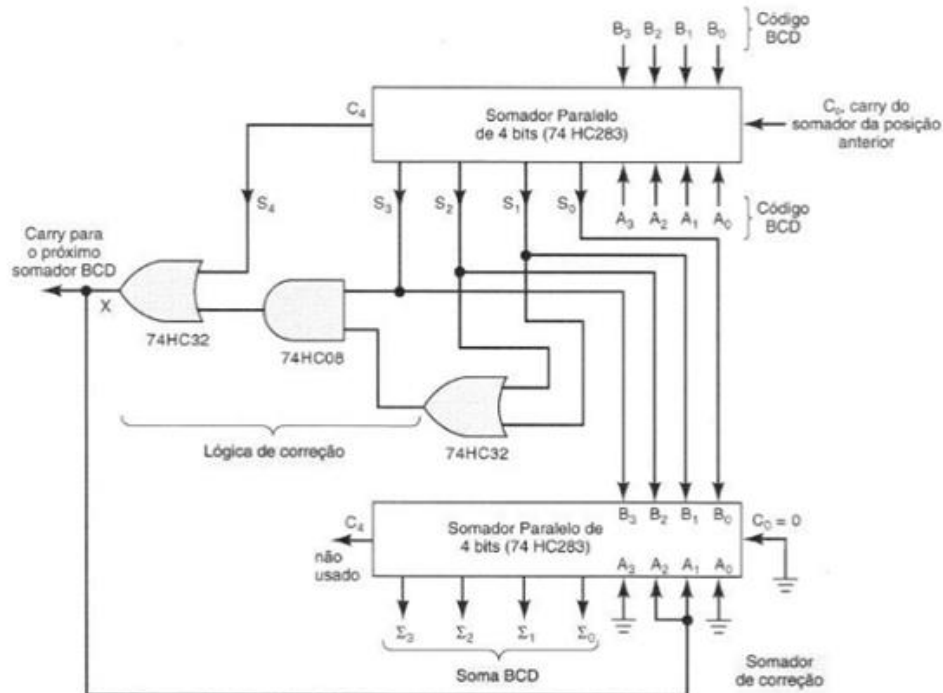 B3 B2 B1 B0
Código
BCD
C4
Somador Paralelo
de 4 bits (74 HC283)
C0, carry do
somador da posição
anterior
S4
S3
S2
S1
S0
A3 A2 A1 A0
Código
BCD
Carry para
o próximo
somador BCD
X
74HC32
74HC08
74HC32
Lógica de correção
C4
não
usado
Somador Paralelo de
4 bits (74 HC283)
B3 B2 B1 B0
A3 A2 A1 A0
C0 = 0
Σ3 Σ2 Σ1 Σ0
Soma BCD
Somador
de correção